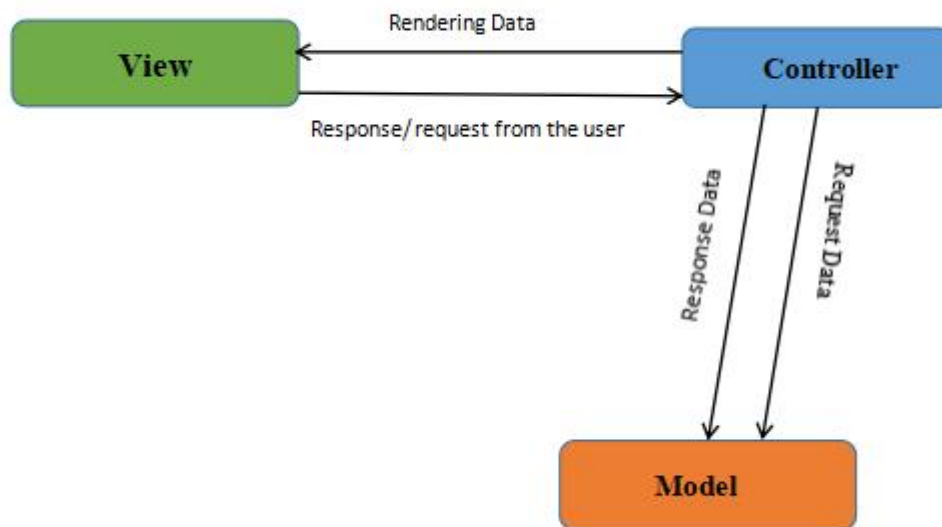 Rendering Data
View
Controller
Response/ request from the user
Response Data
Request Data
Model